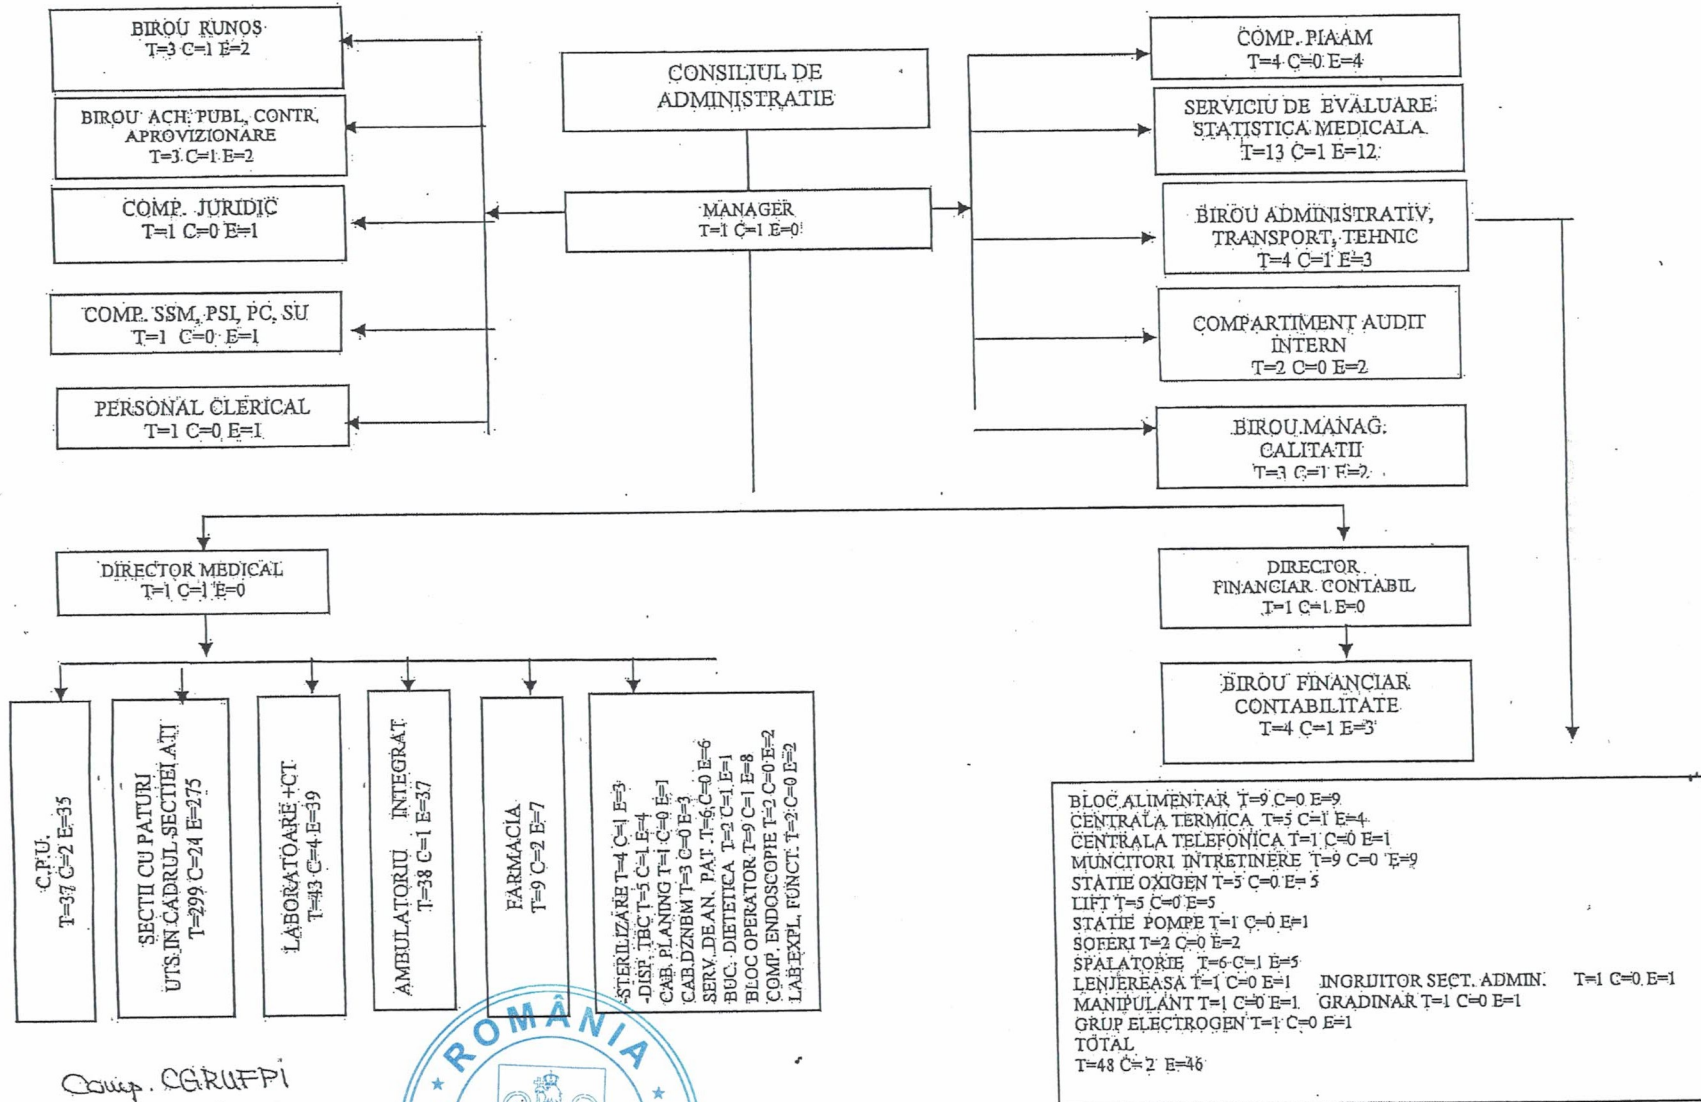 BIROU RUNOS
T=3 C=1 E=2
BIROU ACH. PUBL, CONTR,
APROVIZIONARE
T=3 C=1 E=2
COMP. JURIDIC
T=1 C=0 E=1
COMP. SSM, PSI, PC, SU
T=1 C=0 E=1
PERSONAL CLERICAL
T=1 C=0 E=1
CONSILIUL DE
ADMINISTRATIE
MANAGER
T=1 C=1 E=0
COMP. PIAAM
T=4 C=0 E=4
SERVICIU DE EVALUARE
STATISTICA MEDICALA
T=13 C=1 E=12
BIROU ADMINISTRATIV,
TRANSPORT, TEHNIC
T=4 C=1 E=3
COMPARTIMENT AUDIT
INTERN
T=2 C=0 E=2
BIROU MANAG.
CALITATII
T=3 C=1 E=2
DIRECTOR MEDICAL
T=1 C=1 E=0
DIRECTOR
FINANCIAR CONTABIL
T=1 C=1 E=0
BIROU FINANCIAR
CONTABILITATE
T=4 C=1 E=3
C.P.U.
T=37 C=2 E=35
SECTII CU PATURI
UTS IN CADRUL SECTIEI ATI
T=299 C=24 E=275
LABORATOARE +CT
T=43 C=4 E=39
AMBULATORIU INTEGRAT
T=38 C=1 E=37
FARMACIA
T=9 C=2 E=7
-STERILIZARE T=4 C=1 E=3
-DISP. TBC T=5 C=1 E=4
CAB. PLANING T=1 C=0 E=1
CAB.DZNBM T=3 C=0 E=3
SERV. DE AN. PAT. T=6 C=0 E=6
BUC. DIETETICA T=2 C=1 E=1
BLOC OPERATOR T=9 C=1 E=8
COMP. ENDOSCOPIE T=2 C=0 E=2
LAB EXPL. FUNCT. T=2 C=0 E=2
BLOC ALIMENTAR T=9 C=0 E=9
CENTRALA TERMICA T=5 C=1 E=4
CENTRALA TELEFONICA T=1 C=0 E=1
MUNCITORI INTRETINERE T=9 C=0 E=9
STATIE OXIGEN T=5 C=0 E=5
LIFT T=5 C=0 E=5
STATIE POMPE T=1 C=0 E=1
SOFERI T=2 C=0 E=2
SPALATORIE T=6 C=1 E=5
LENJEREASA T=1 C=0 E=1 INGRIJITOR SECT. ADMIN. T=1 C=0 E=1
MANIPULANT T=1 C=0 E=1 GRADINAR T=1 C=0 E=1
GRUP ELECTROGEN T=1 C=0 E=1
TOTAL
T=48 C=2 E=46
Comp. CGRUFPI
ROMÂNIA